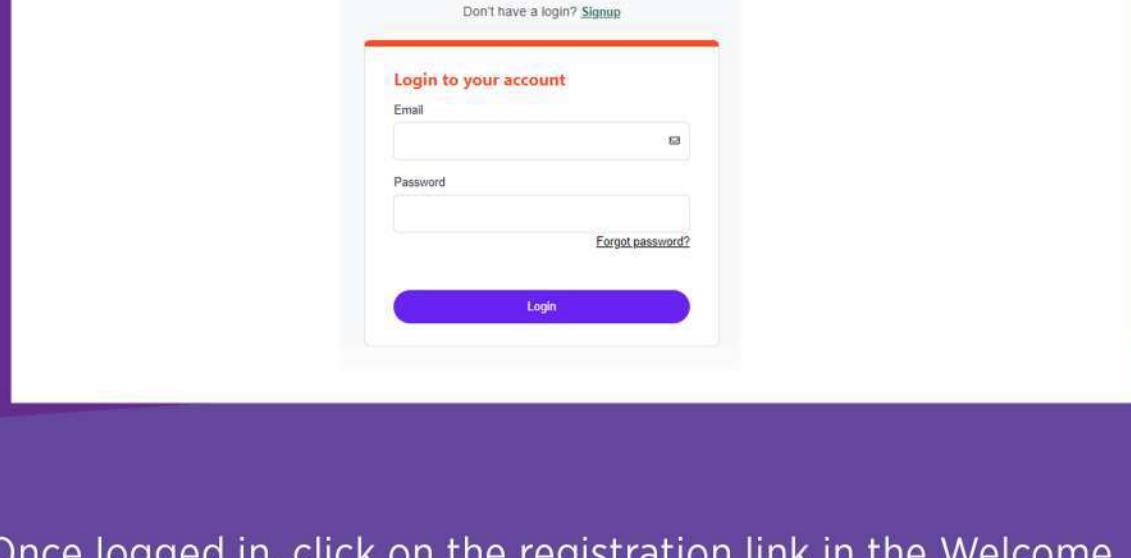 Don't have a login? Signup
Login to your account
Email
Password
Forgot password?
Login
Once logged in, click on the registration link in the Welcome